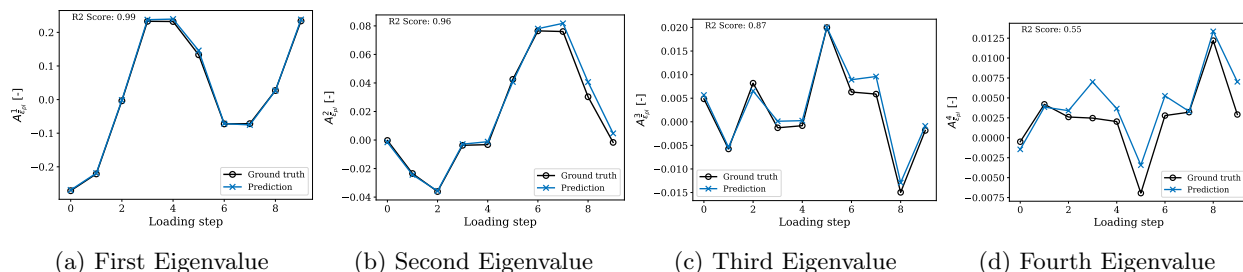 R2 Score: 0.99
0.2
0.1
0.0
−0.1
−0.2
A¹εpl [-]
Ground truth
Prediction
0 2 4 6 8
Loading step
(a) First Eigenvalue
R2 Score: 0.96
0.08
0.06
0.04
0.02
0.00
−0.02
−0.04
A²εpl [-]
Ground truth
Prediction
0 2 4 6 8
Loading step
(b) Second Eigenvalue
R2 Score: 0.87
0.020
0.015
0.010
0.005
0.000
−0.005
−0.010
−0.015
A³εpl [-]
Ground truth
Prediction
0 2 4 6 8
Loading step
(c) Third Eigenvalue
R2 Score: 0.55
0.0125
0.0100
0.0075
0.0050
0.0025
0.0000
−0.0025
−0.0050
−0.0075
A⁴εpl [-]
Ground truth
Prediction
0 2 4 6 8
Loading step
(d) Fourth Eigenvalue